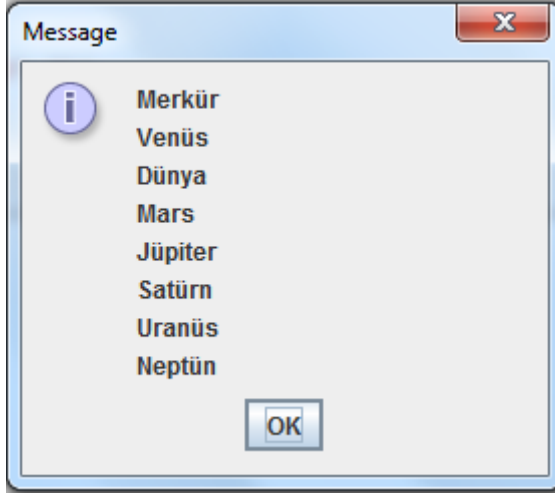 Message
Merkür
Venüs
Dünya
Mars
Jüpiter
Satürn
Uranüs
Neptün
OK